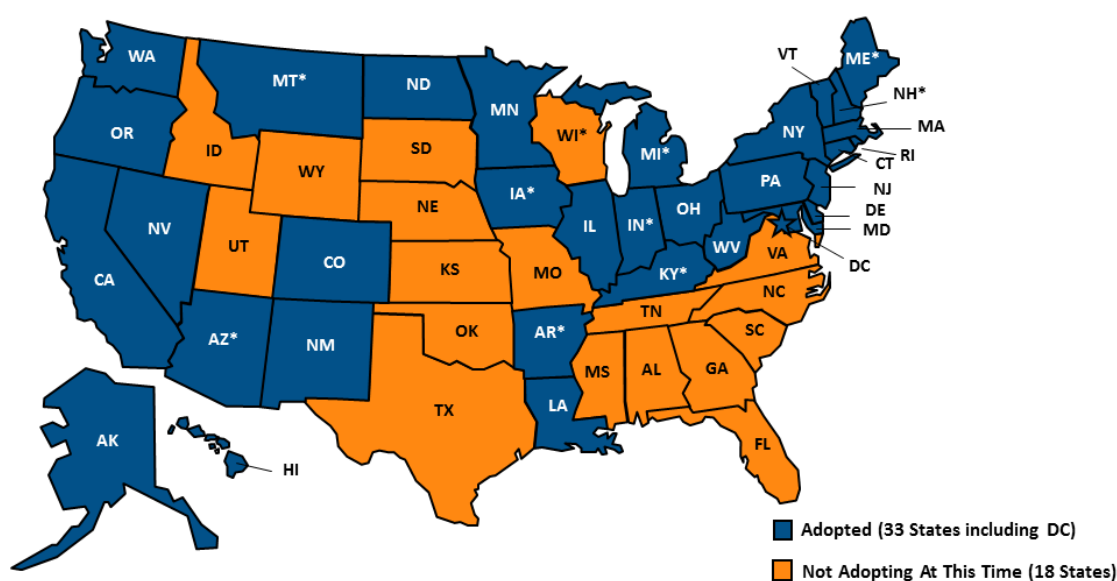 WA
MT*
ND
MN
VT
ME*
NH*
MA
OR
ID
WY
SD
WI*
MI*
NY
RI
CT
NV
UT
CO
NE
IA*
IL
IN*
OH
PA
NJ
DE
MD
DC
CA
KS
MO
KY*
WV
VA
AZ*
NM
OK
AR*
TN
NC
SC
TX
LA
MS
AL
GA
FL
AK
HI
Adopted (33 States including DC)
Not Adopting At This Time (18 States)